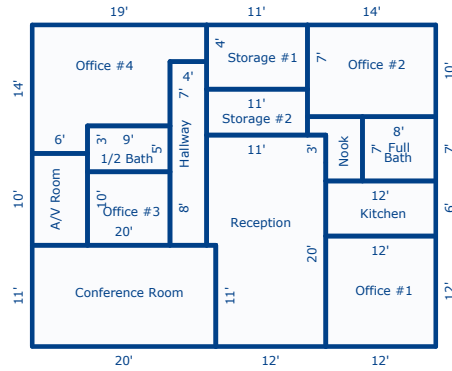 19'
11'
14'
14'
Office #4
4'
7'
Hallway
8'
4'
Storage #1
7'
Office #2
10'
11'
Storage #2
6'
3'
9'
5'
1/2 Bath
11'
3'
Nook
7'
8'
Full
Bath
7'
10'
A/V Room
10'
Office #3
20'
Reception
20'
12'
Kitchen
6'
11'
Conference Room
11'
12'
Office #1
12'
20'
12'
12'